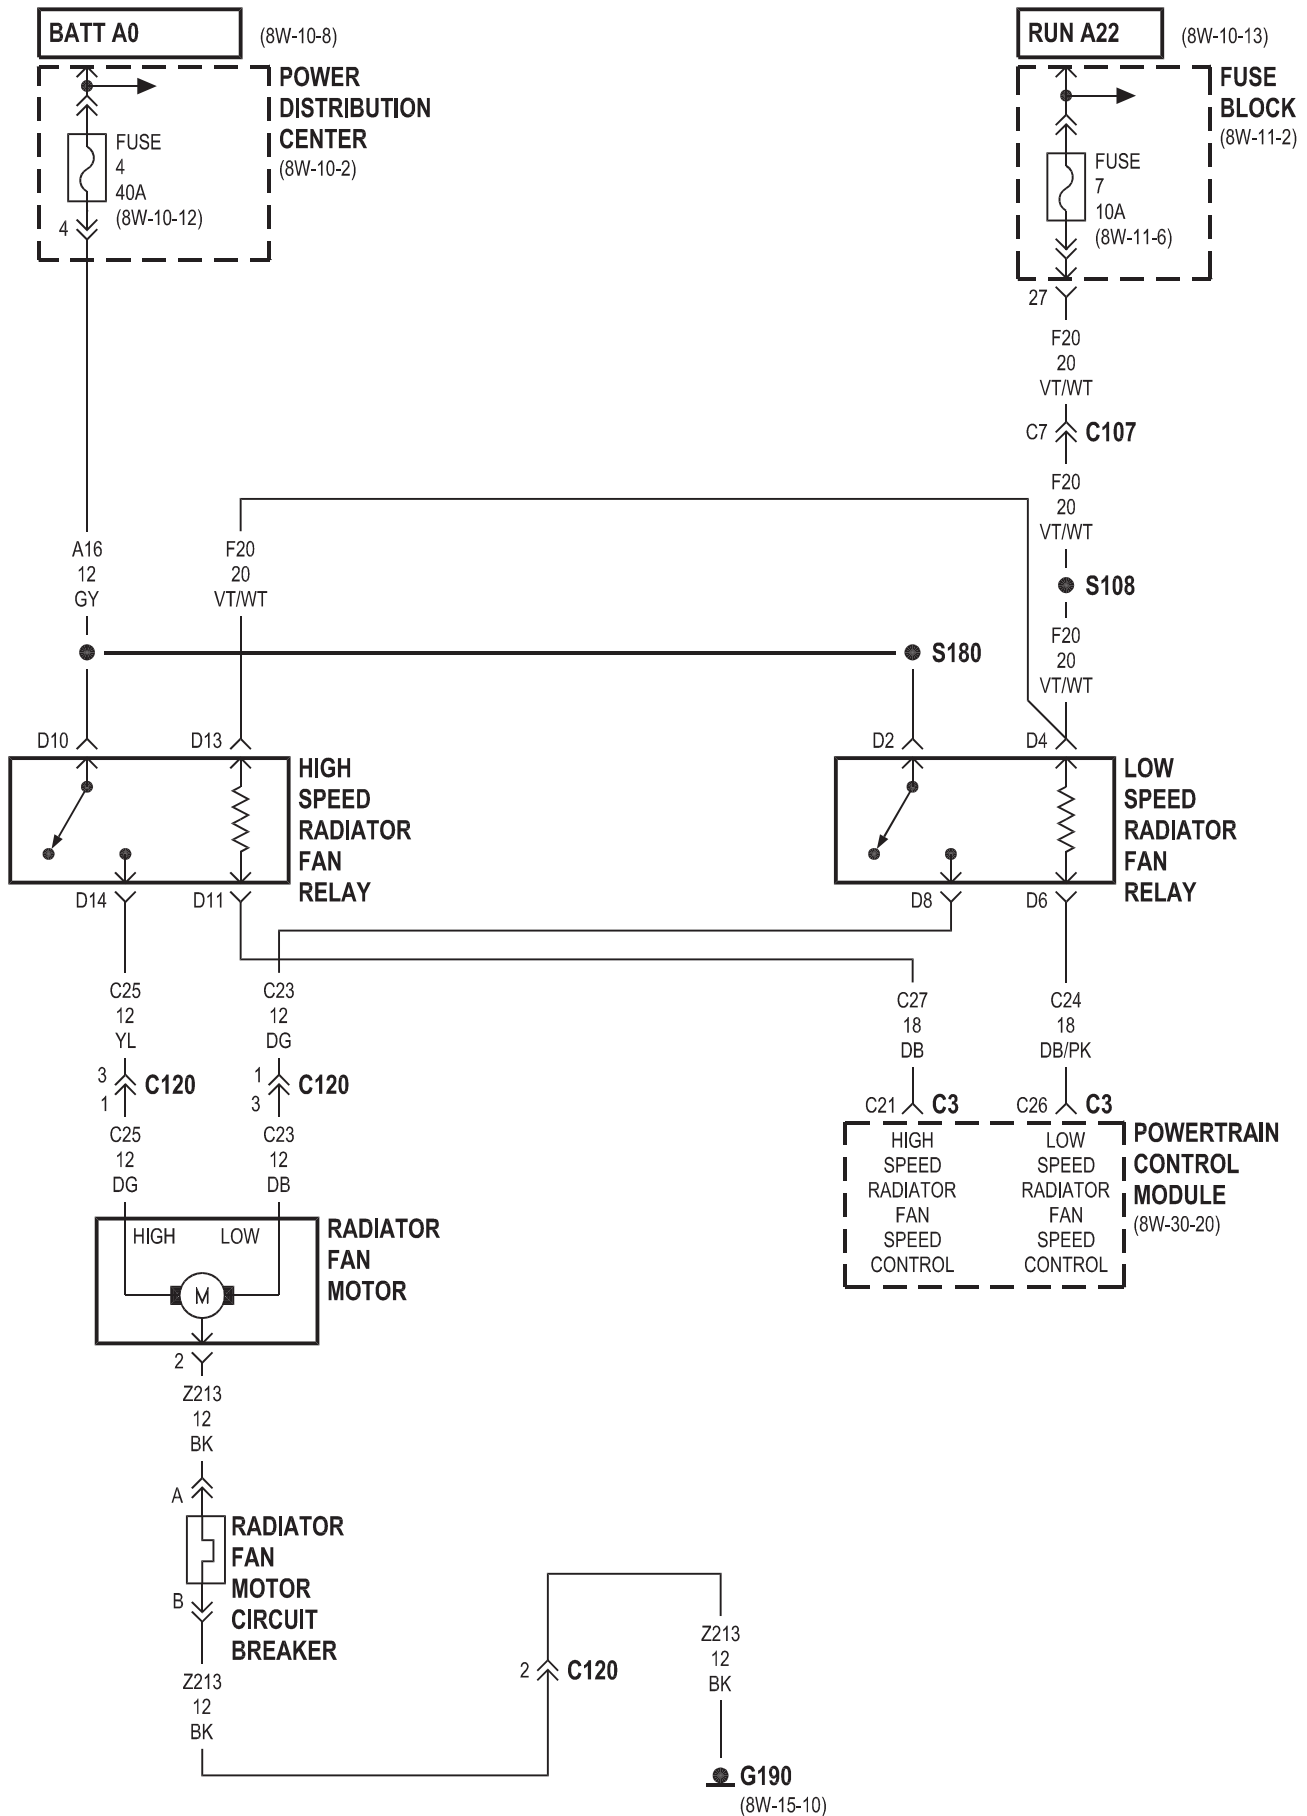 BATT A0
(8W-10-8)
RUN A22
(8W-10-13)
POWER
DISTRIBUTION
CENTER
(8W-10-2)
FUSE
4
40A
(8W-10-12)
4
FUSE
BLOCK
(8W-11-2)
FUSE
7
10A
(8W-11-6)
27
F20
20
VT/WT
C7
C107
F20
20
VT/WT
S108
F20
20
VT/WT
A16
12
GY
F20
20
VT/WT
S180
D10
D13
D2
D4
HIGH
SPEED
RADIATOR
FAN
RELAY
LOW
SPEED
RADIATOR
FAN
RELAY
D14
D11
D8
D6
C25
12
YL
C23
12
DG
C27
18
DB
C24
18
DB/PK
3
C120
1
1
C120
3
C21
C3
C26
C3
C25
12
DG
C23
12
DB
HIGH
SPEED
RADIATOR
FAN
SPEED
CONTROL
LOW
SPEED
RADIATOR
FAN
SPEED
CONTROL
POWERTRAIN
CONTROL
MODULE
(8W-30-20)
HIGH
LOW
M
RADIATOR
FAN
MOTOR
2
Z213
12
BK
A
RADIATOR
FAN
MOTOR
CIRCUIT
BREAKER
B
Z213
12
BK
2
C120
Z213
12
BK
G190
(8W-15-10)